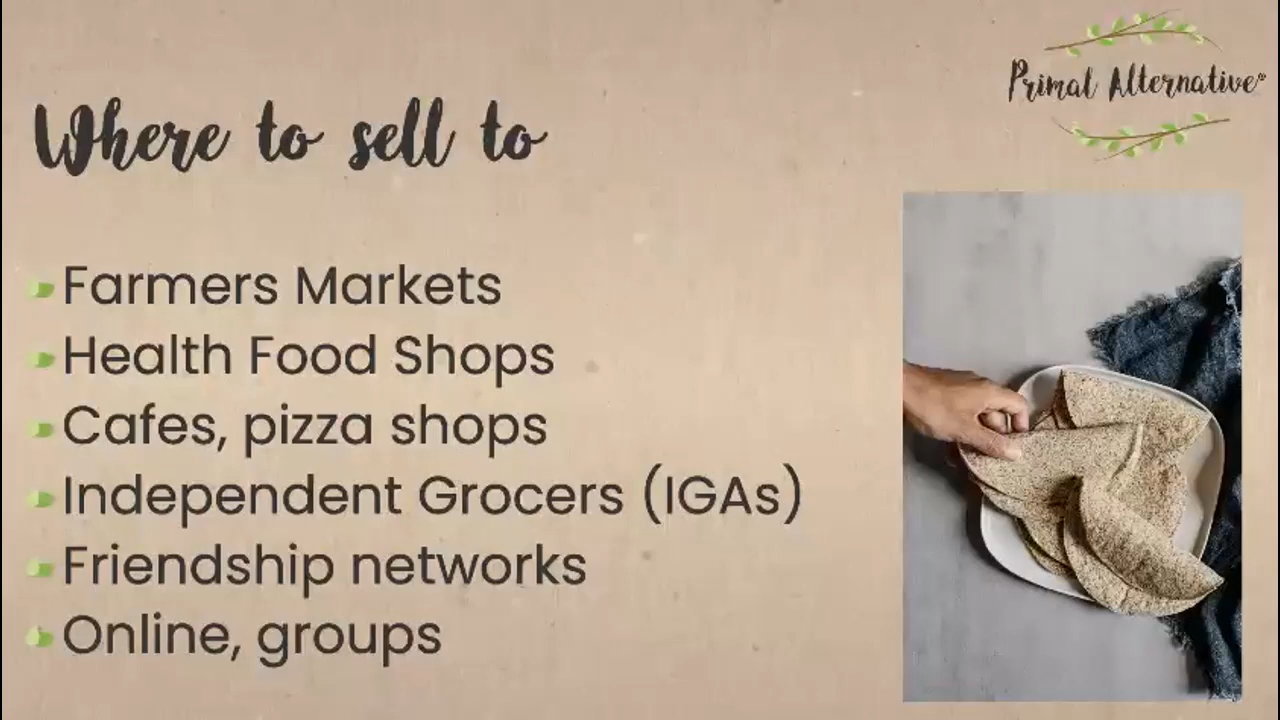 Primal Alternative®
Where to sell to
Farmers Markets
Health Food Shops
Cafes, pizza shops
Independent Grocers (IGAs)
Friendship networks
Online, groups